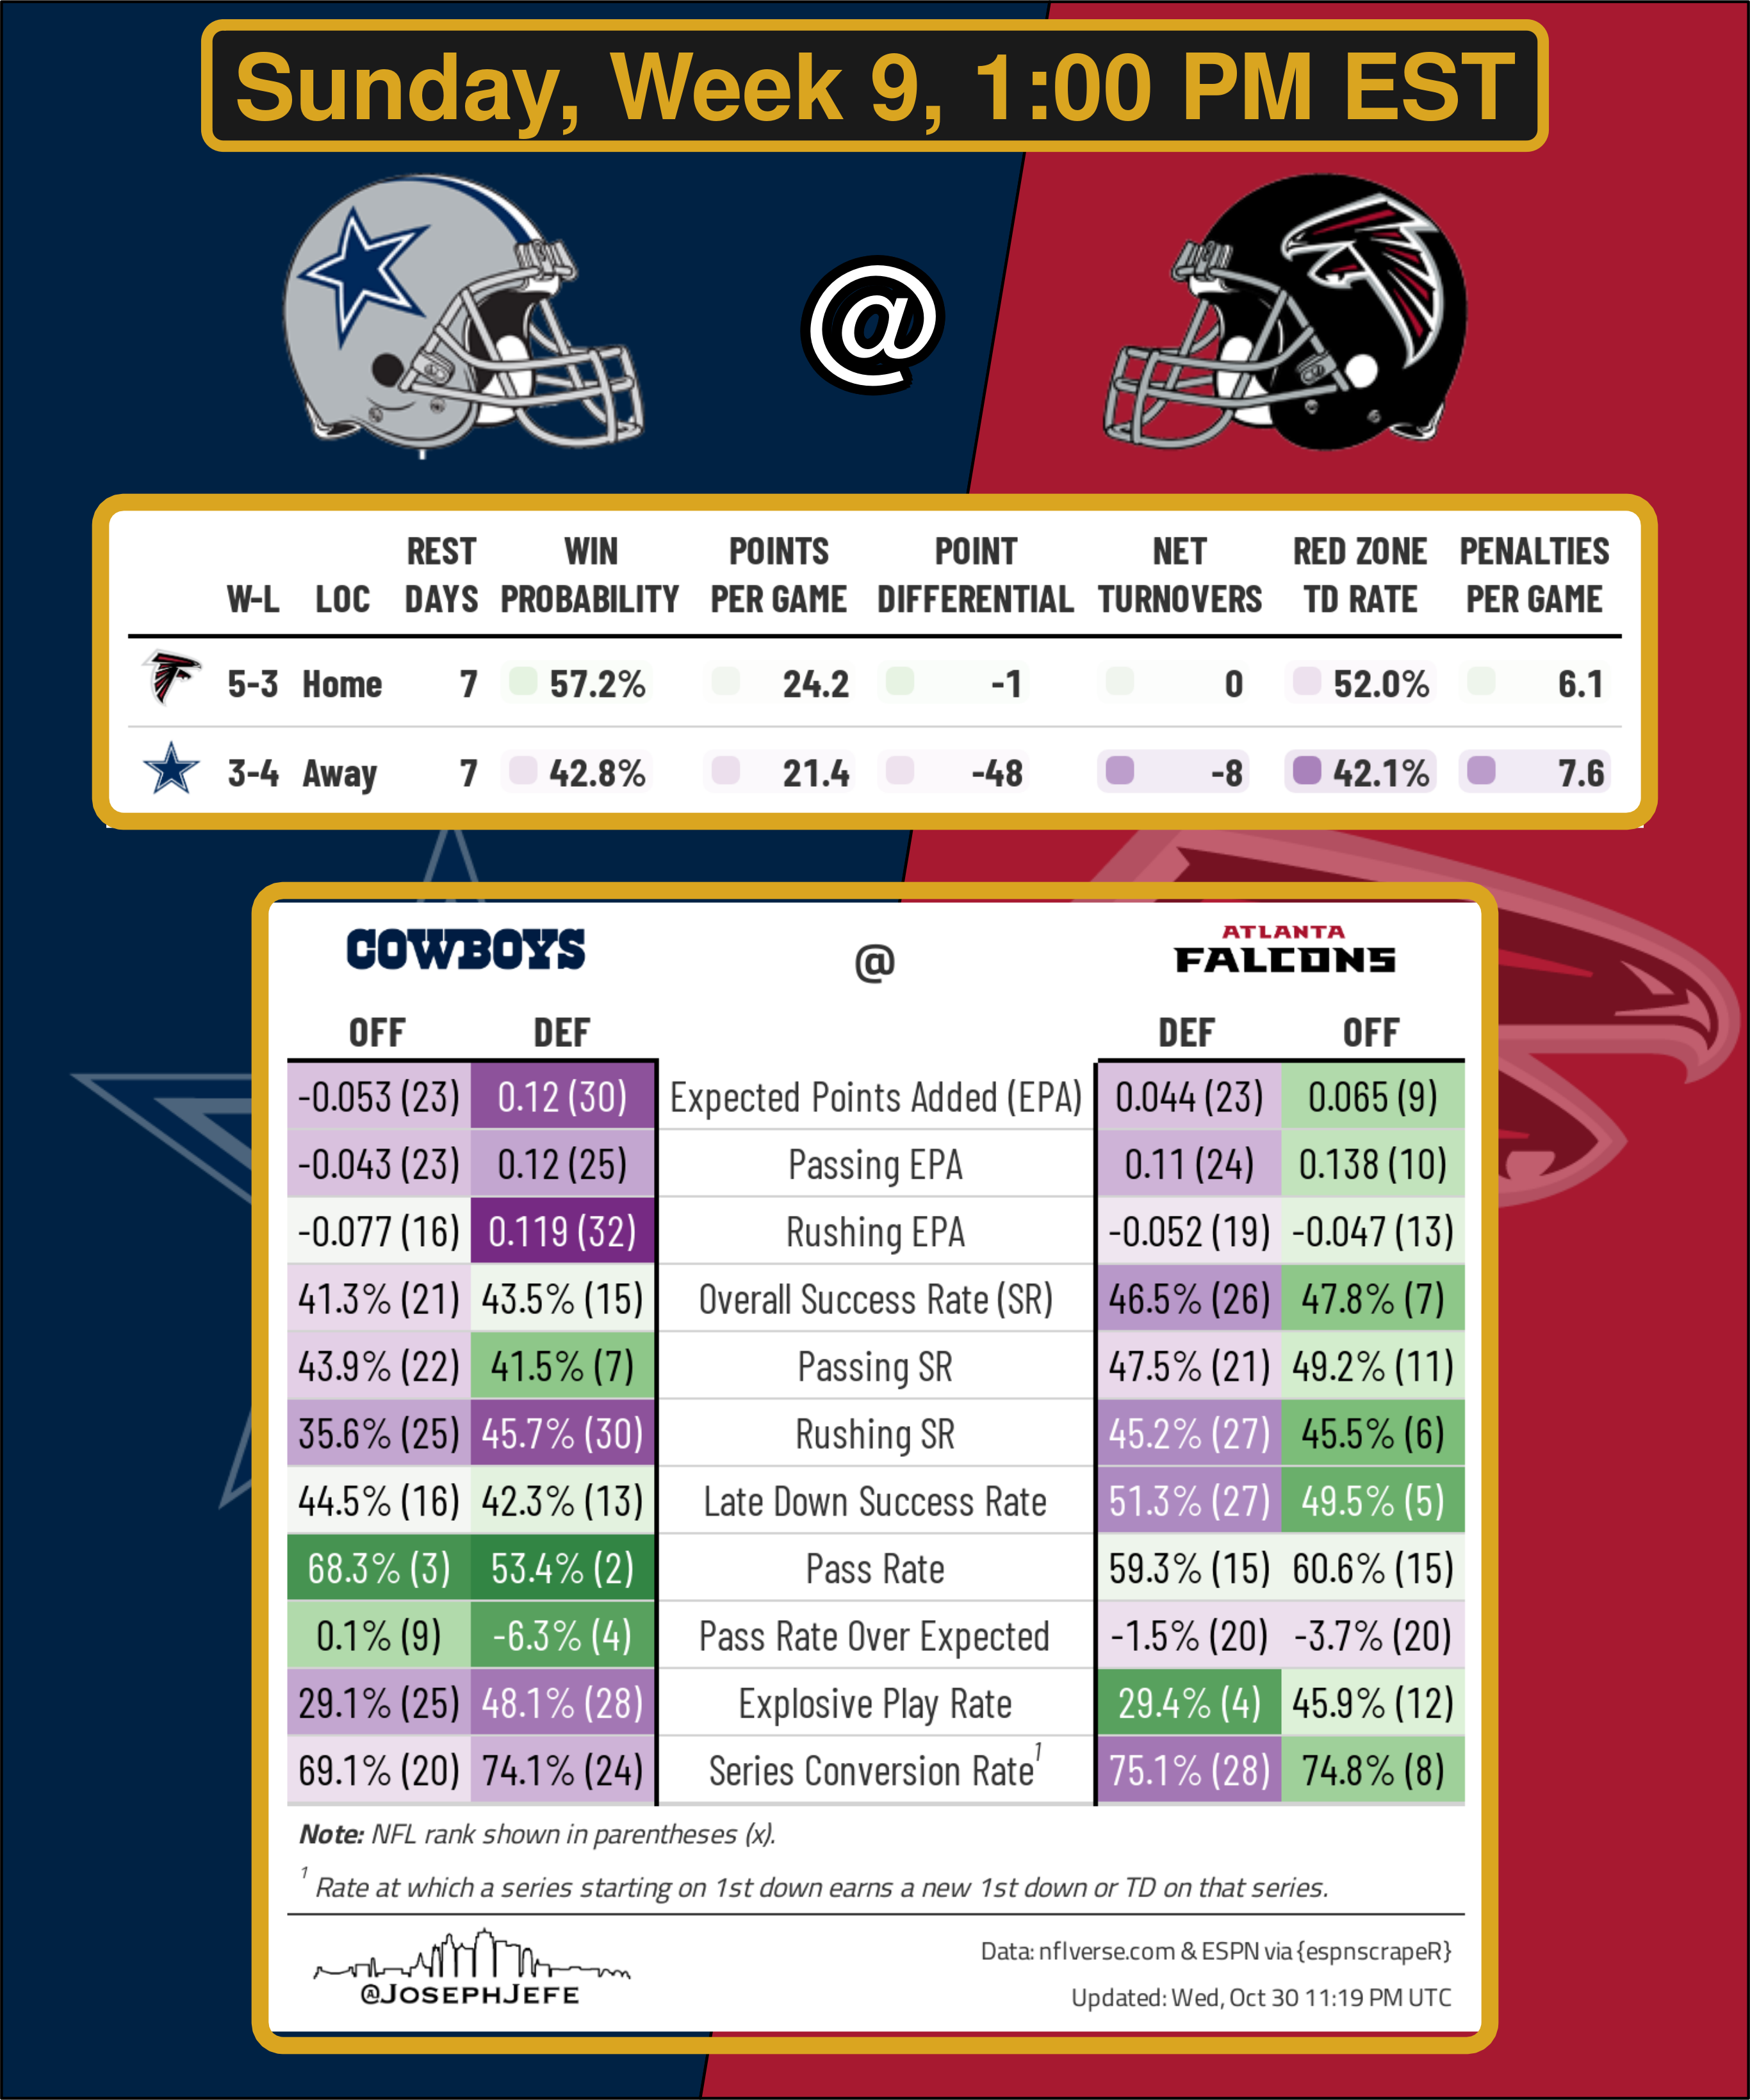 Sunday, Week 9, 1:00 PM EST
@
W-L LOC REST DAYS WIN PROBABILITY POINTS PER GAME POINT DIFFERENTIAL NET TURNOVERS RED ZONE TD RATE PENALTIES PER GAME
5-3 Home 7 57.2% 24.2 -1 0 52.0% 6.1
3-4 Away 7 42.8% 21.4 -48 -8 42.1% 7.6
COWBOYS @ ATLANTA FALCONS
OFF DEF DEF OFF
-0.053 (23) 0.12 (30) Expected Points Added (EPA) 0.044 (23) 0.065 (9)
-0.043 (23) 0.12 (25) Passing EPA 0.11 (24) 0.138 (10)
-0.077 (16) 0.119 (32) Rushing EPA -0.052 (19) -0.047 (13)
41.3% (21) 43.5% (15) Overall Success Rate (SR) 46.5% (26) 47.8% (7)
43.9% (22) 41.5% (7) Passing SR 47.5% (21) 49.2% (11)
35.6% (25) 45.7% (30) Rushing SR 45.2% (27) 45.5% (6)
44.5% (16) 42.3% (13) Late Down Success Rate 51.3% (27) 49.5% (5)
68.3% (3) 53.4% (2) Pass Rate 59.3% (15) 60.6% (15)
0.1% (9) -6.3% (4) Pass Rate Over Expected -1.5% (20) -3.7% (20)
29.1% (25) 48.1% (28) Explosive Play Rate 29.4% (4) 45.9% (12)
69.1% (20) 74.1% (24) Series Conversion Rate¹ 75.1% (28) 74.8% (8)
Note: NFL rank shown in parentheses (x).
¹ Rate at which a series starting on 1st down earns a new 1st down or TD on that series.
@JOSEPHJEFE
Data: nflverse.com & ESPN via {espnscrapeR}
Updated: Wed, Oct 30 11:19 PM UTC